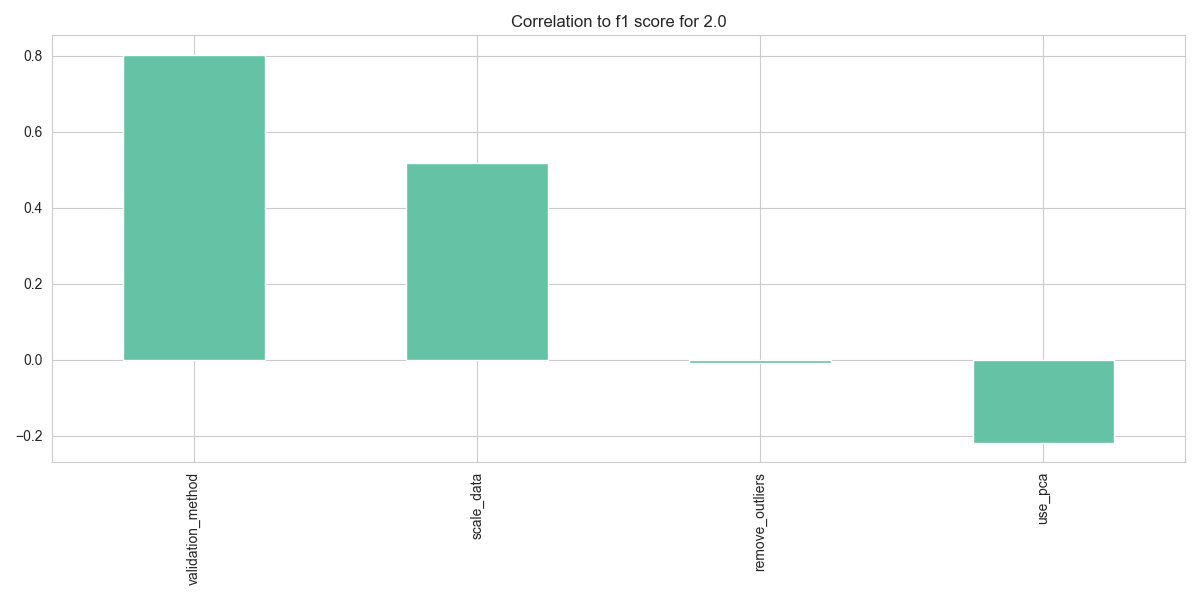 Correlation to f1 score for 2.0
0.8
0.6
0.4
0.2
0.0
−0.2
validation_method
scale_data
remove_outliers
use_pca